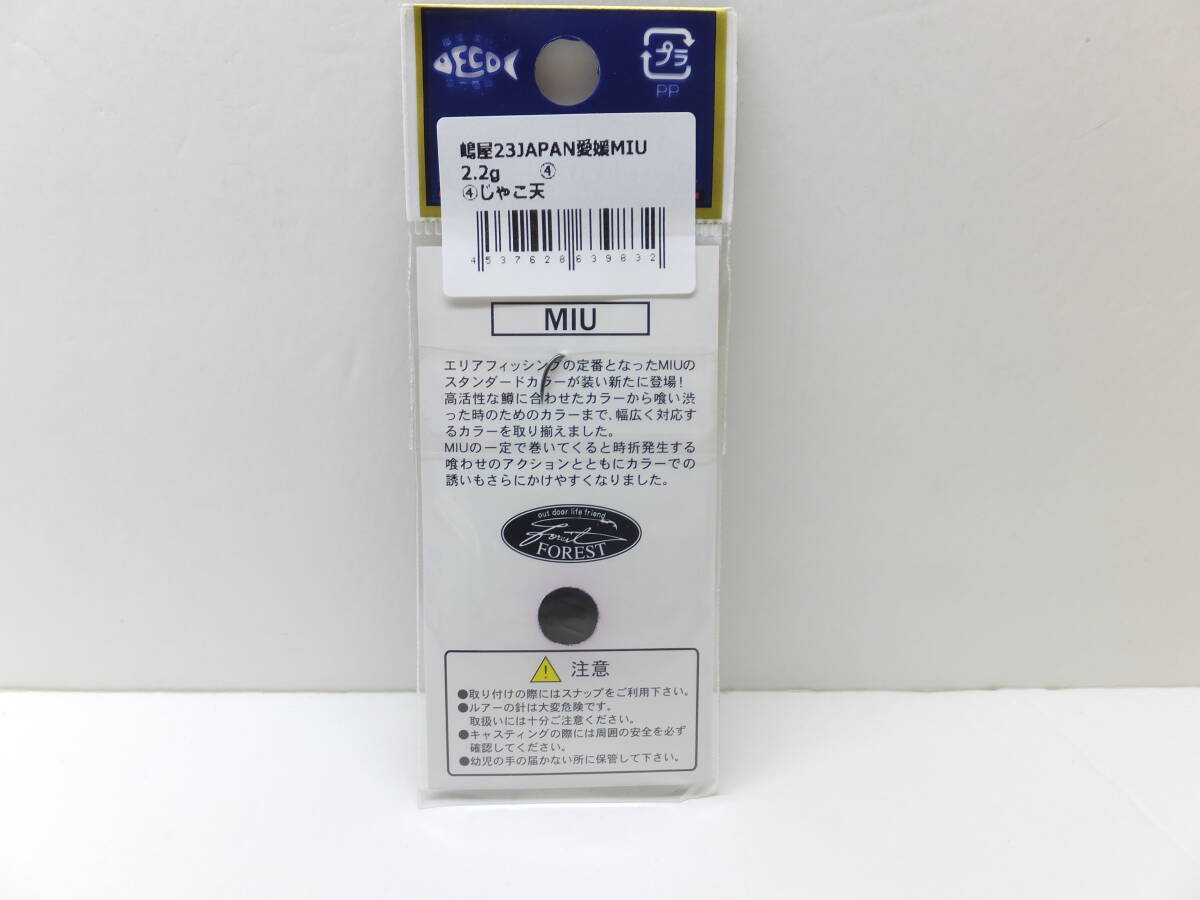 ECO
プラ
PP
嶋屋23JAPAN愛媛MIU
2.2g ④
④じゃこ天
4537628639832
MIU
エリアフィッシングの定番となったMIUの
スタンダードカラーが装い新たに登場!
高活性な鱒に合わせたカラーから喰い渋
った時のためのカラーまで、幅広く対応す
るカラーを取り揃えました。
MIUの一定で巻いてくると時折発生する
喰わせのアクションとともにカラーでの
誘いもさらにかけやすくなりました。
out door life friend
forest
FOREST
注意
●取り付けの際にはスナップをご利用下さい。
●ルアーの針は大変危険です。
取扱いには十分ご注意ください。
●キャスティングの際には周囲の安全を必ず
確認してください。
●幼児の手の届かない所に保管して下さい。